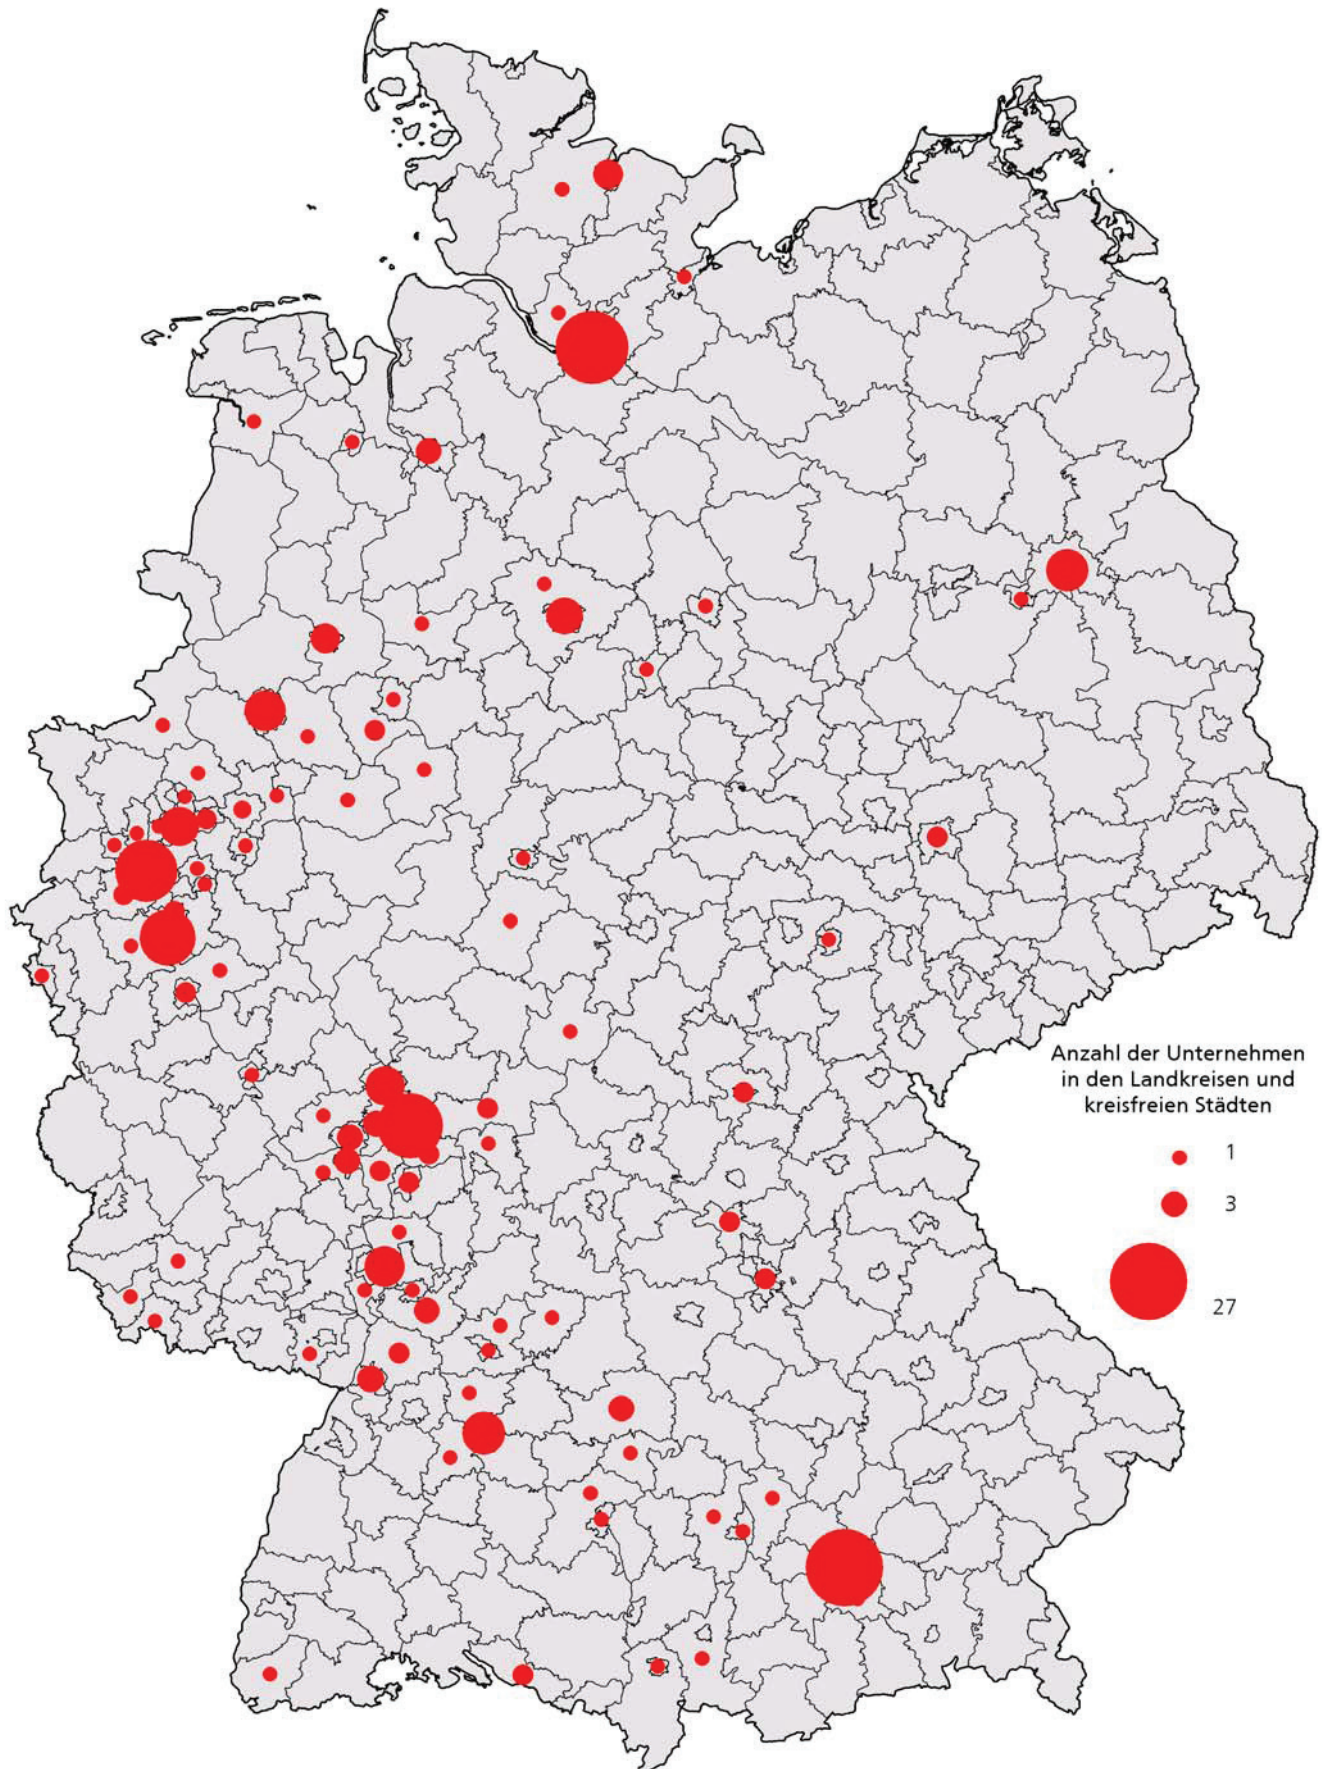 Anzahl der Unternehmen
in den Landkreisen und
kreisfreien Städten
1
3
27